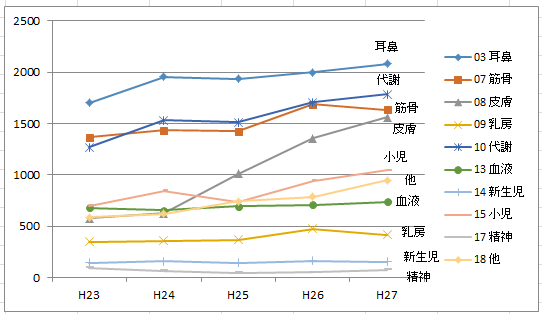 2500
2000
1500
1000
500
0
H23
H24
H25
H26
H27
耳鼻
代謝
筋骨
皮膚
小児
他
血液
乳房
新生児
精神
03 耳鼻
07 筋骨
08 皮膚
09 乳房
10 代謝
13 血液
14 新生児
15 小児
17 精神
18 他